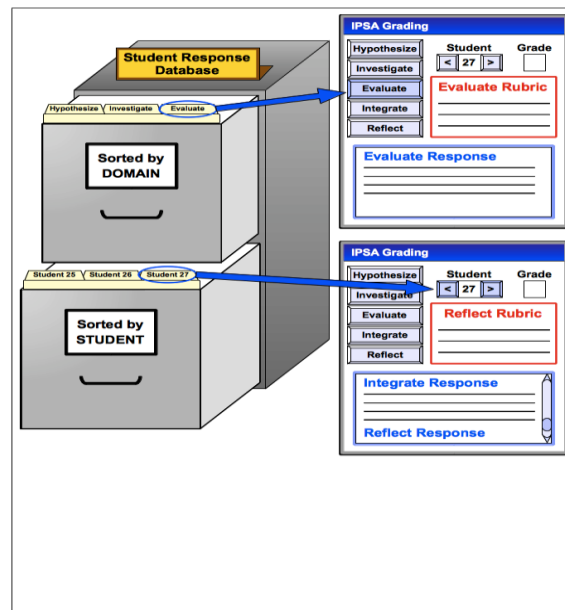 Student Response
Database
Hypothesize Investigate Evaluate
Sorted by
DOMAIN
Student 25 Student 26 Student 27
Sorted by
STUDENT
IPSA Grading
Hypothesize
Investigate
Evaluate
Integrate
Reflect
Student
< 27 >
Grade
Evaluate Rubric
Evaluate Response
IPSA Grading
Hypothesize
Investigate
Evaluate
Integrate
Reflect
Student
< 27 >
Grade
Reflect Rubric
Integrate Response
Reflect Response